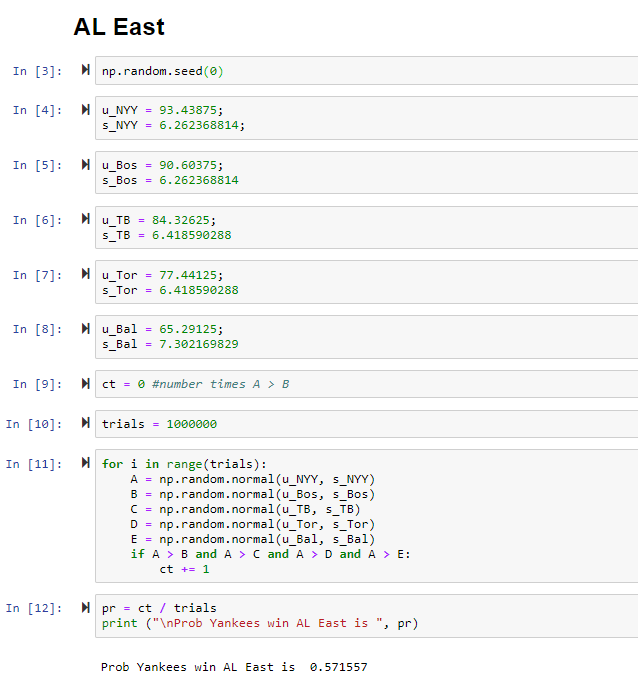 AL East
In [3]: np.random.seed(0)
In [4]: u_NYY = 93.43875;
s_NYY = 6.262368814;
In [5]: u_Bos = 90.60375;
s_Bos = 6.262368814
In [6]: u_TB = 84.32625;
s_TB = 6.418590288
In [7]: u_Tor = 77.44125;
s_Tor = 6.418590288
In [8]: u_Bal = 65.29125;
s_Bal = 7.302169829
In [9]: ct = 0 #number times A > B
In [10]: trials = 1000000
In [11]: for i in range(trials):
    A = np.random.normal(u_NYY, s_NYY)
    B = np.random.normal(u_Bos, s_Bos)
    C = np.random.normal(u_TB, s_TB)
    D = np.random.normal(u_Tor, s_Tor)
    E = np.random.normal(u_Bal, s_Bal)
    if A > B and A > C and A > D and A > E:
        ct += 1
In [12]: pr = ct / trials
print ("\nProb Yankees win AL East is ", pr)
Prob Yankees win AL East is  0.571557